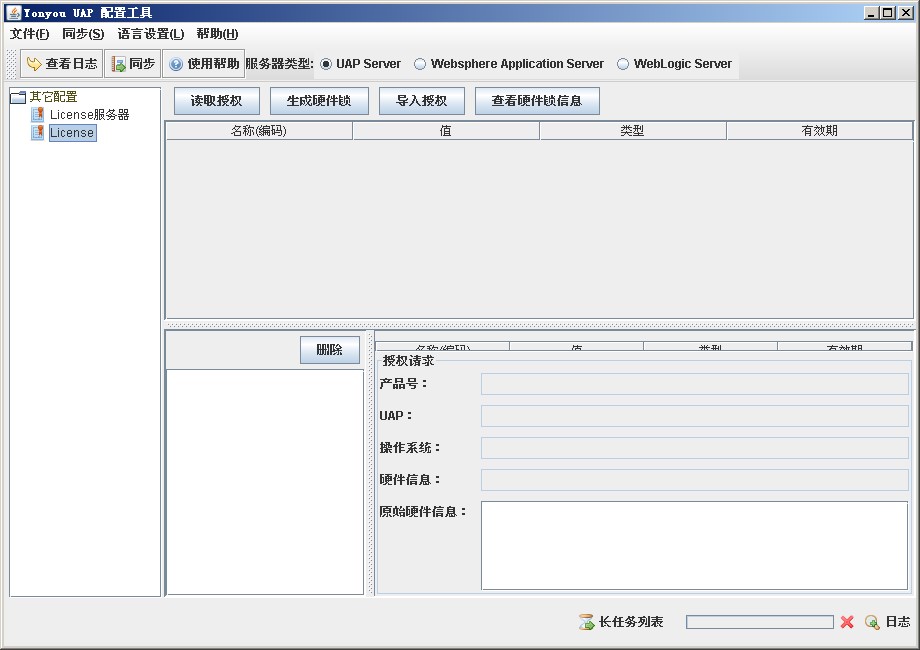 Yonyou UAP 配置工具
文件(F) 同步(S) 语言设置(L) 帮助(H)
查看日志 同步 使用帮助 服务器类型: UAP Server Websphere Application Server WebLogic Server
其它配置
License服务器
License
读取授权 生成硬件锁 导入授权 查看硬件锁信息
名称(编码) 值 类型 有效期
删除
名称(编码) 值 类型 有效期
授权请求
产品号：
UAP：
操作系统：
硬件信息：
原始硬件信息：
长任务列表 日志